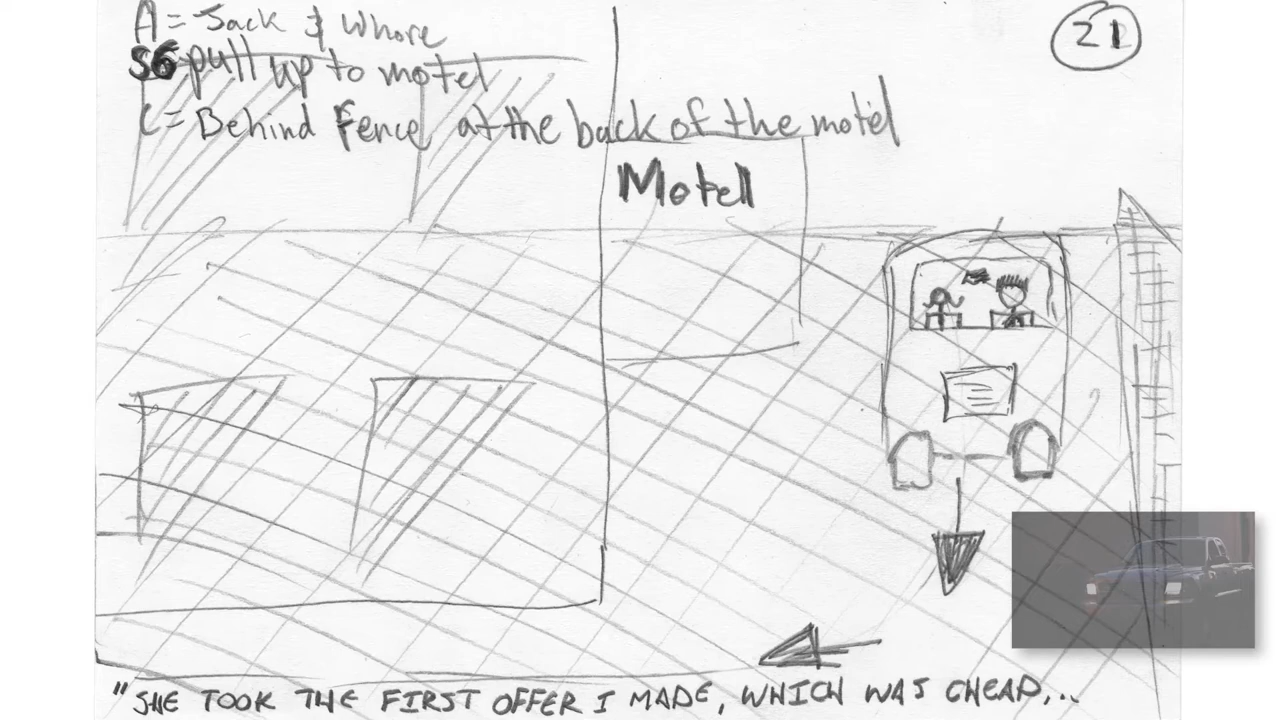 A = Jack & Whore
21
SG pull up to motel
C = Behind Fence at the back of the motel
Motel
"SHE TOOK THE FIRST OFFER I MADE, WHICH WAS CHEAP,..